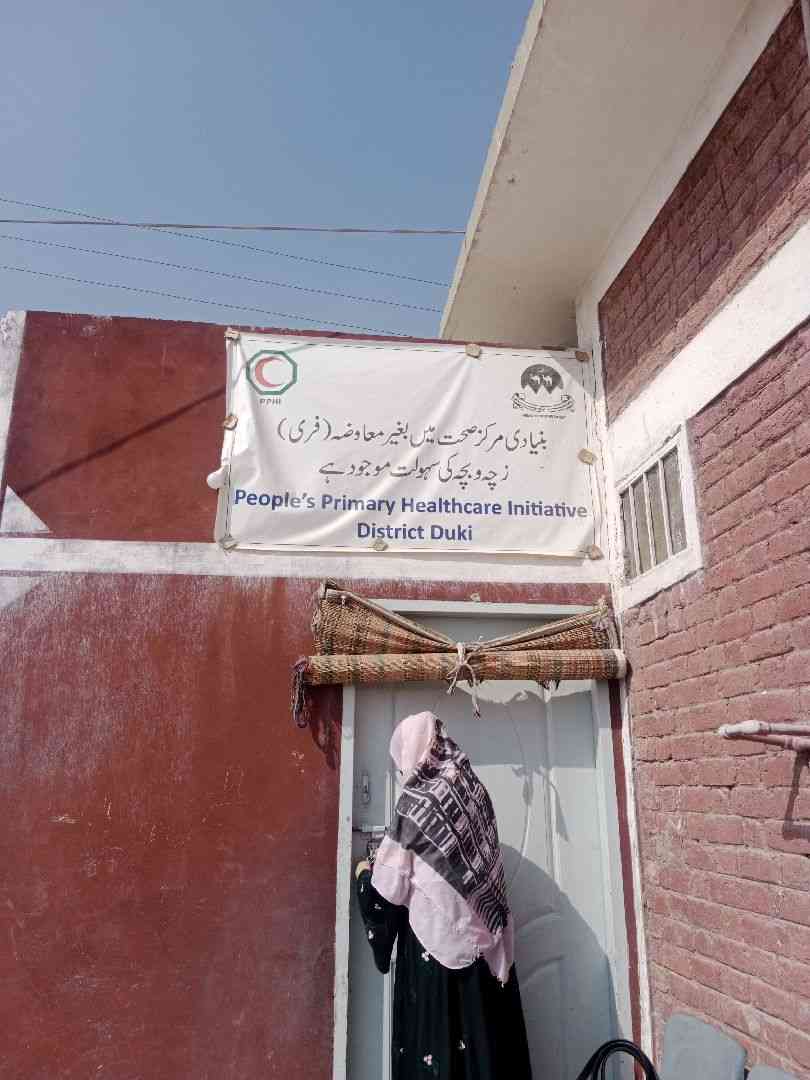 PPHI
بنیادی مرکز صحت میں بغیر معاوضہ (فری)
زچہ و بچہ کی سہولت موجود ہے
People's Primary Healthcare Initiative
District Duki